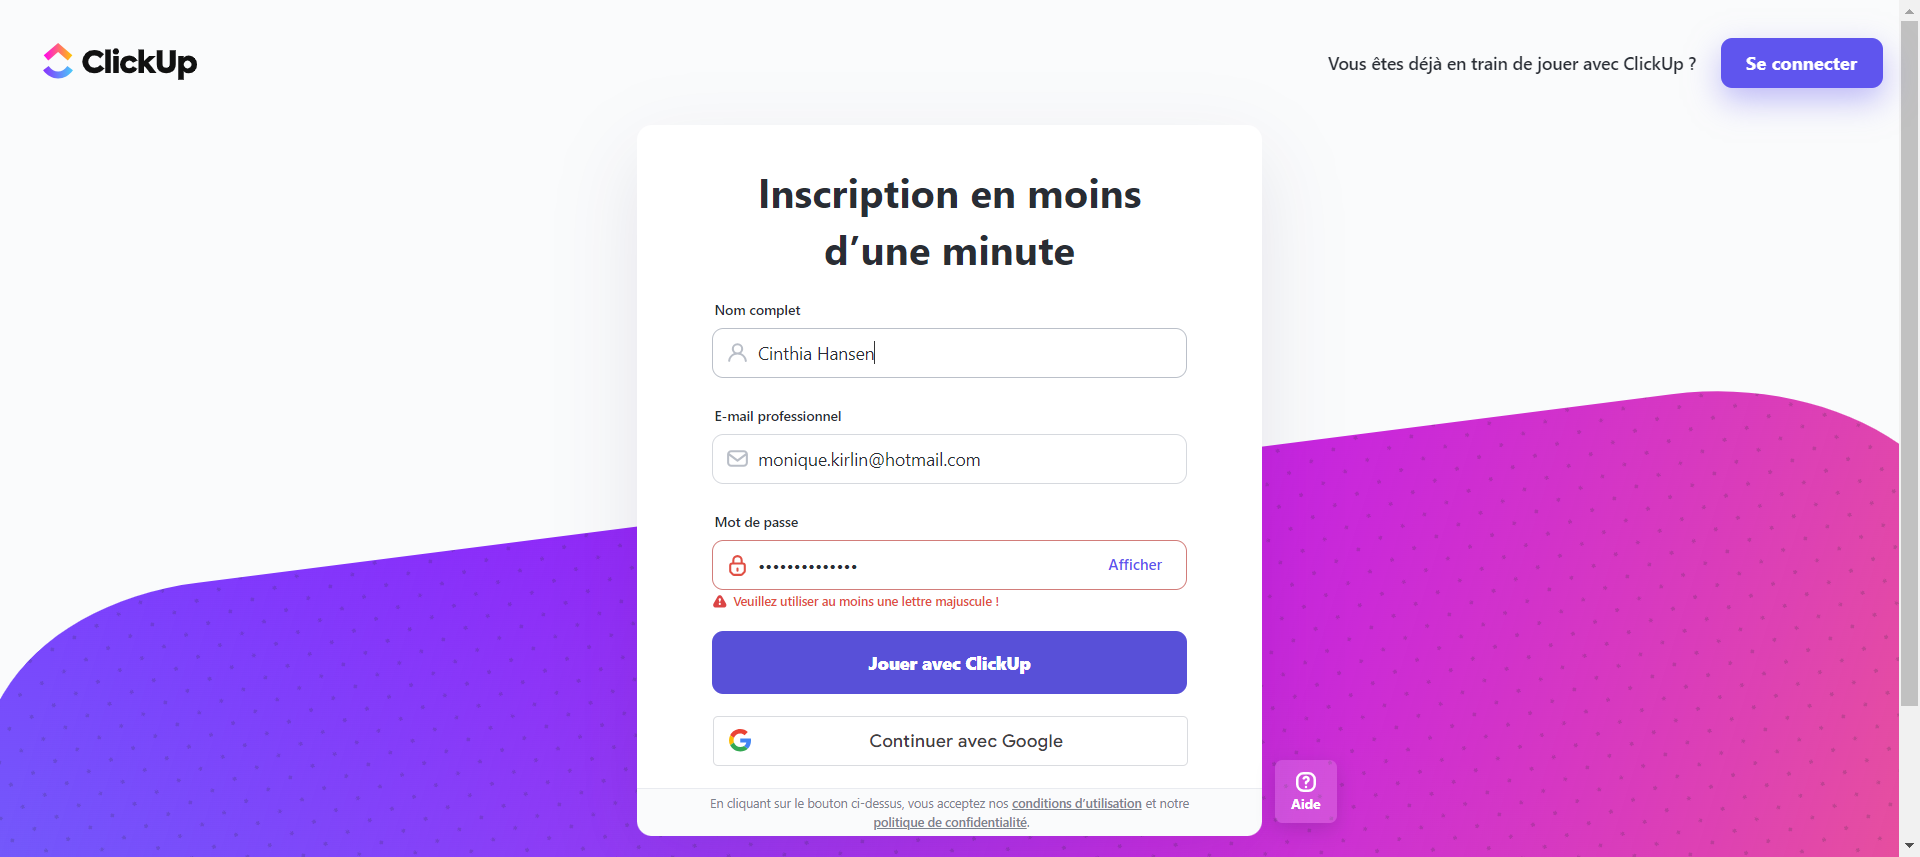 ClickUp
Vous êtes déjà en train de jouer avec ClickUp ?
Se connecter
Inscription en moins
d’une minute
Nom complet
Cinthia Hansen
E-mail professionnel
monique.kirlin@hotmail.com
Mot de passe
••••••••••••••
Afficher
Veuillez utiliser au moins une lettre majuscule !
Jouer avec ClickUp
Continuer avec Google
En cliquant sur le bouton ci-dessus, vous acceptez nos conditions d’utilisation et notre
politique de confidentialité.
Aide